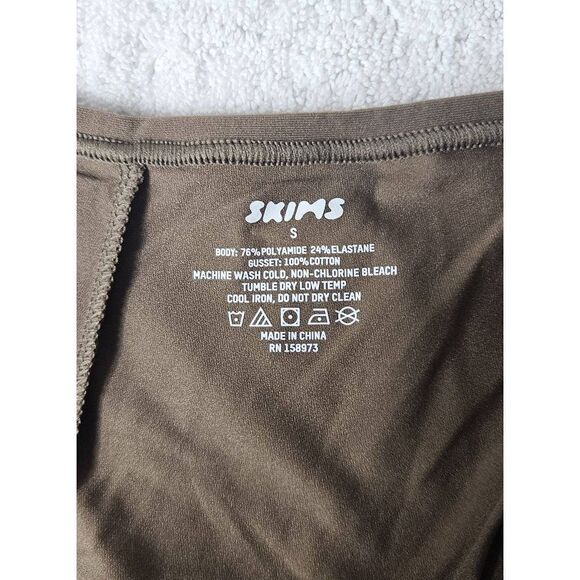 SKIMS
S
BODY: 76%POLYAMIDE 24%ELASTANE
GUSSET: 100%COTTON
MACHINE WASH COLD, NON-CHLORINE BLEACH
TUMBLE DRY LOW TEMP
COOL IRON, DO NOT DRY CLEAN
MADE IN CHINA
RN 158973